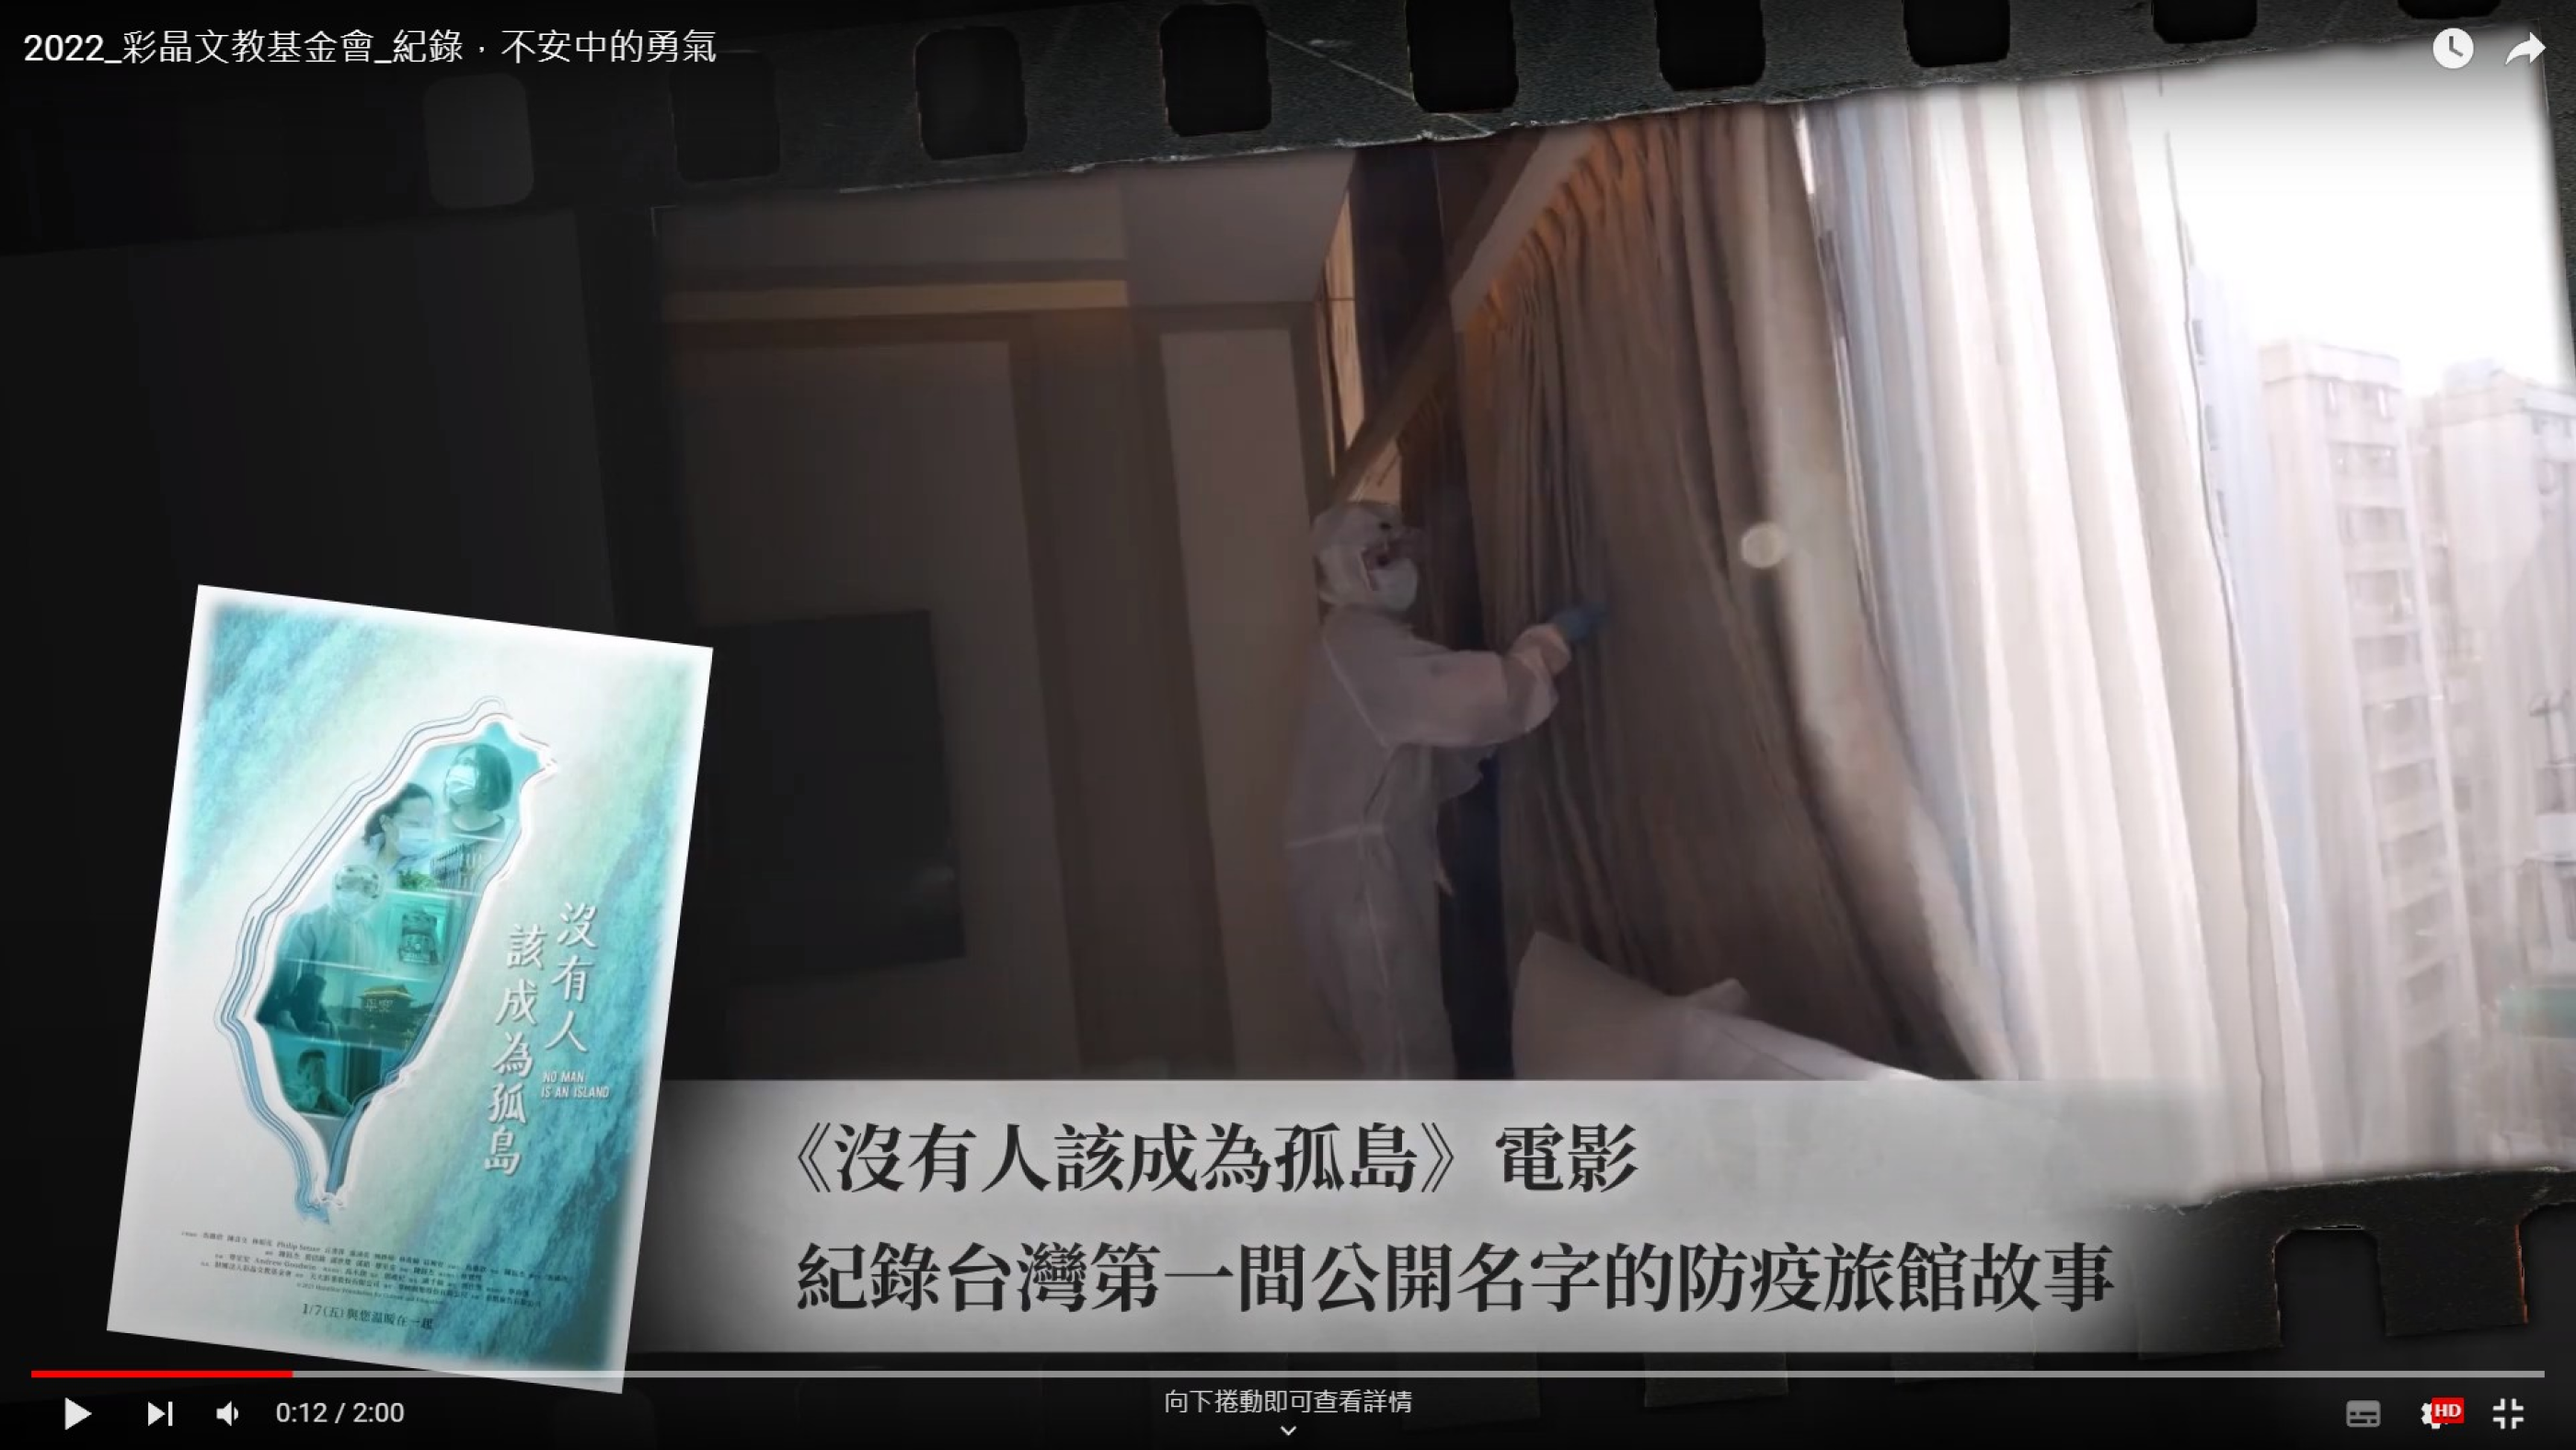 2022_彩晶文教基金會_紀錄，不安中的勇氣
沒有人
該成為孤島
NO MAN
IS AN ISLAND
1/7(五)與您溫暖在一起
《沒有人該成為孤島》電影
紀錄台灣第一間公開名字的防疫旅館故事
0:12 / 2:00
向下捲動即可查看詳情
HD